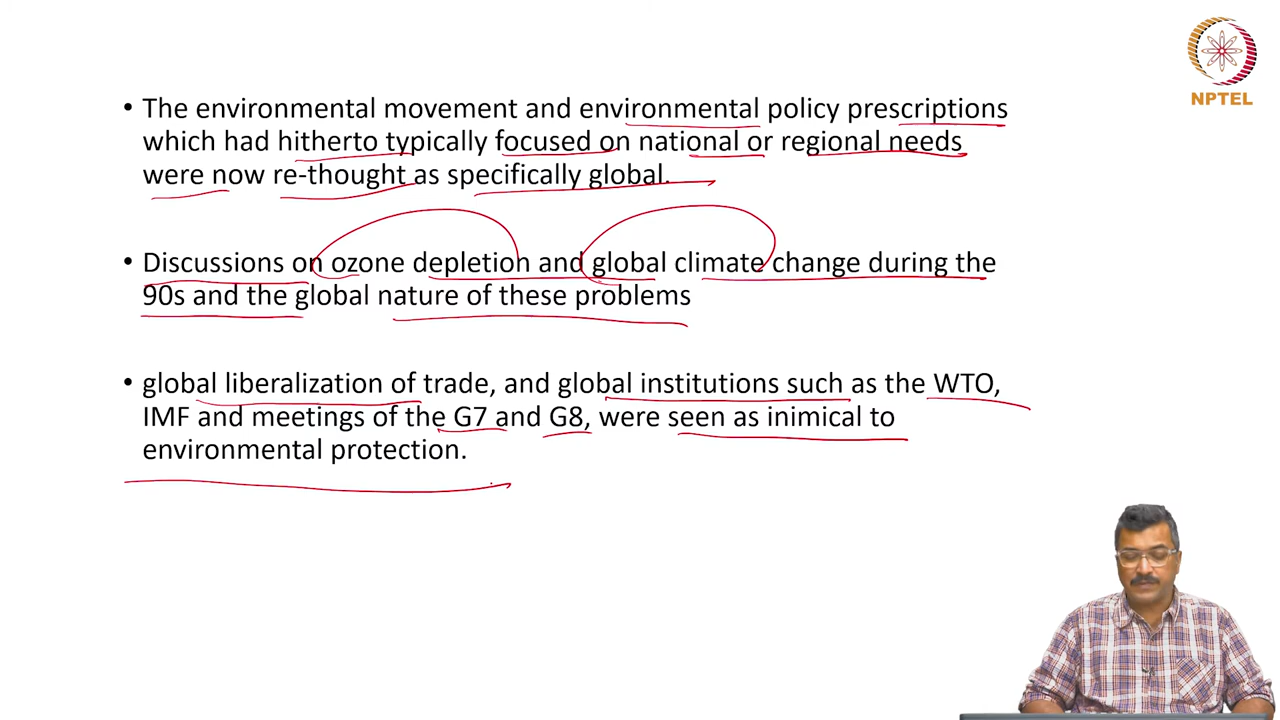 NPTEL
• The environmental movement and environmental policy prescriptions
which had hitherto typically focused on national or regional needs
were now re-thought as specifically global.
• Discussions on ozone depletion and global climate change during the
90s and the global nature of these problems
• global liberalization of trade, and global institutions such as the WTO,
IMF and meetings of the G7 and G8, were seen as inimical to
environmental protection.